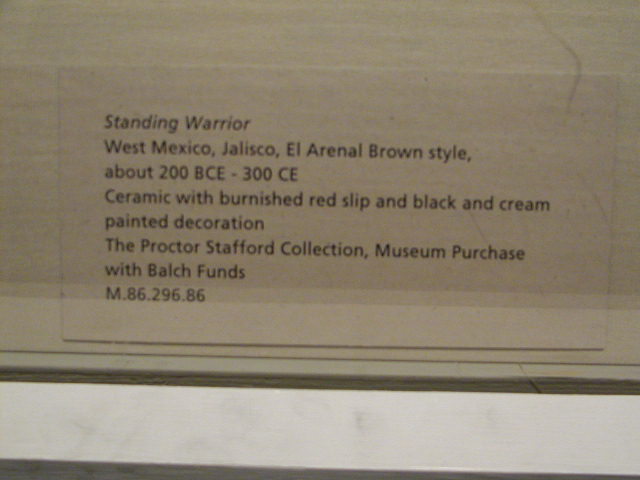 Standing Warrior
West Mexico, Jalisco, El Arenal Brown style,
about 200 BCE - 300 CE
Ceramic with burnished red slip and black and cream
painted decoration
The Proctor Stafford Collection, Museum Purchase
with Balch Funds
M.86.296.86